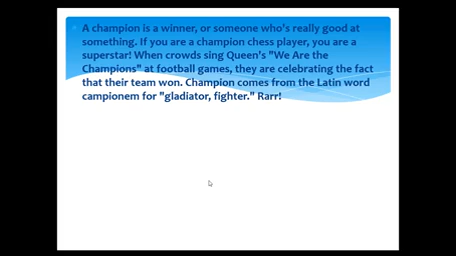 A champion is a winner, or someone who's really good at
something. If you are a champion chess player, you are a
superstar! When crowds sing Queen's "We Are the
Champions" at football games, they are celebrating the fact
that their team won. Champion comes from the Latin word
campionem for "gladiator, fighter." Rarr!